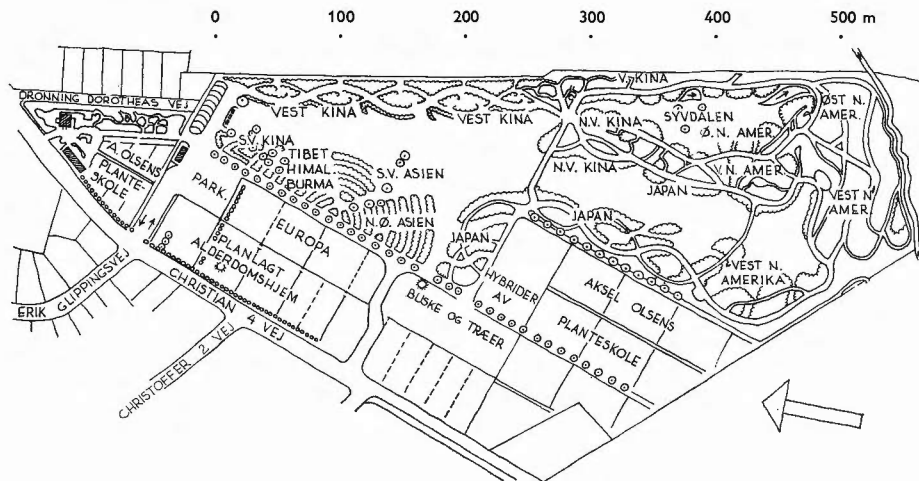 0 100 200 300 400 500 m
V. KINA
DRONNING DOROTHEAS VEJ
VEST KINA
VEST KINA
N.V. KINA
SYVDALEN
ØST N.
AMER.
Ø. N. AMER.
S.V. KINA
TIBET
HIMAL.
BURMA
S.V. ASIEN
N.V. KINA
V. N. AMER.
A. OLSENS
PLANTE-
SKOLE
PARK.
JAPAN
VEST N.
AMER.
N.Ø. ASIEN
EUROPA
JAPAN
JAPAN
PLANLAGT
ALDERDOMSHJEM
VEST N.
AMERIKA
HYBRIDER
AV
BUSKE OG TRÆER
AKSEL OLSENS
PLANTESKOLE
ERIK GLIPPINGSVEJ
CHRISTIAN 4 VEJ
CHRISTOFFER 2 VEJ